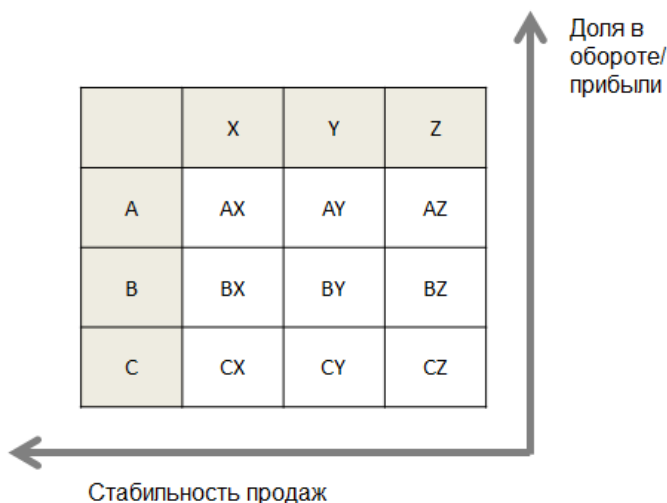 Доля в
обороте/
прибыли
X Y Z
A AX AY AZ
B BX BY BZ
C CX CY CZ
Стабильность продаж